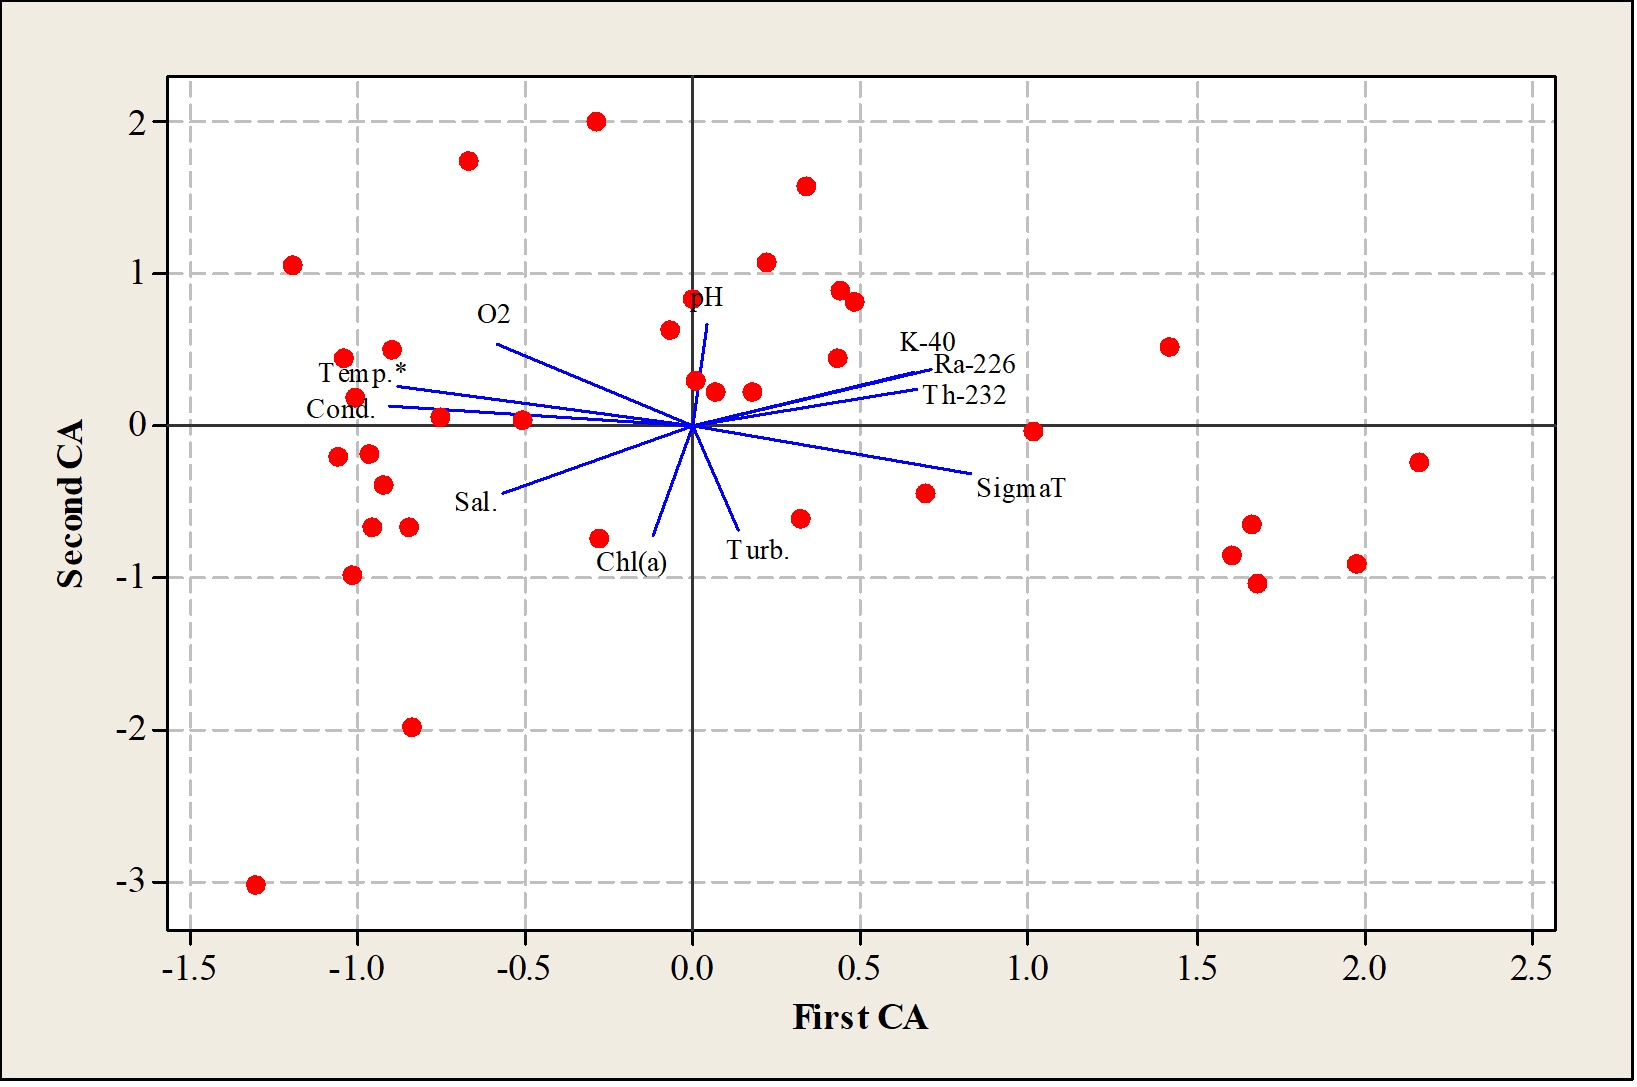 2
1
0
-1
-2
-3
Second CA
O2
pH
K-40
Ra-226
Temp.*
Th-232
Cond.
SigmaT
Sal.
Turb.
Chl(a)
-1.5 -1.0 -0.5 0.0 0.5 1.0 1.5 2.0 2.5
First CA